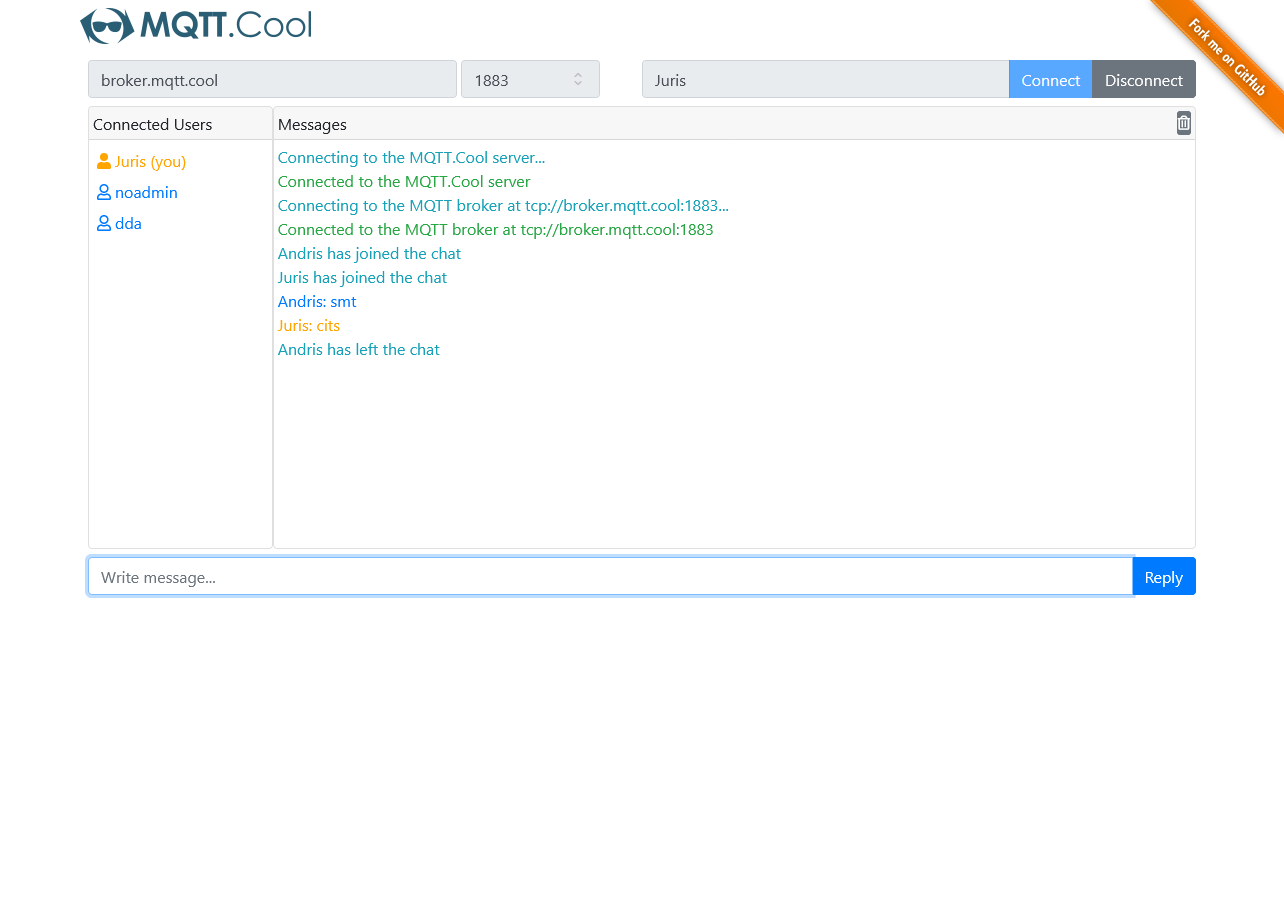 MQTT.Cool
Fork me on GitHub
broker.mqtt.cool 1883 Juris Connect Disconnect
Connected Users
Juris (you)
noadmin
dda
Messages
Connecting to the MQTT.Cool server...
Connected to the MQTT.Cool server
Connecting to the MQTT broker at tcp://broker.mqtt.cool:1883...
Connected to the MQTT broker at tcp://broker.mqtt.cool:1883
Andris has joined the chat
Juris has joined the chat
Andris: smt
Juris: cits
Andris has left the chat
Write message... Reply